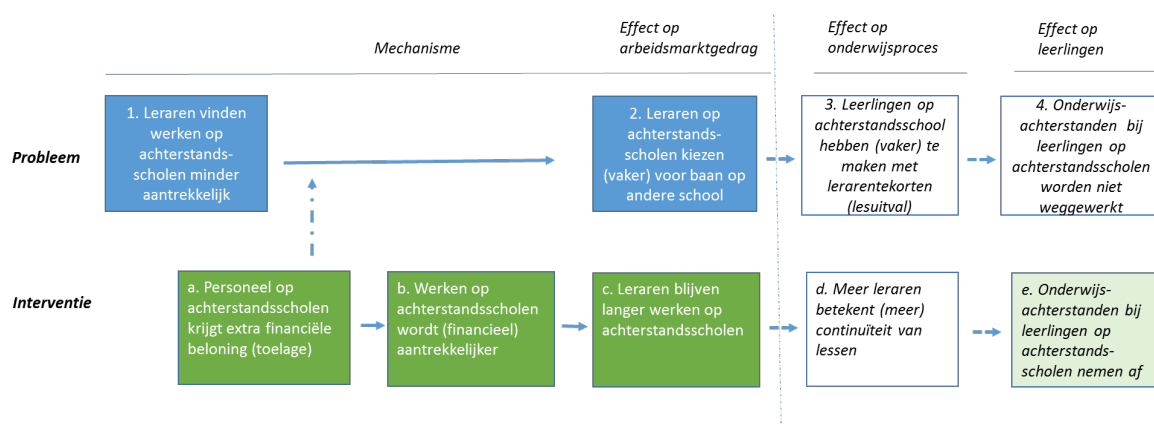 Mechanisme
Effect op
arbeidsmarktgedrag
Effect op
onderwijsproces
Effect op
leerlingen
Probleem
1. Leraren vinden
werken op
achterstands-
scholen minder
aantrekkelijk
2. Leraren op
achterstands-
scholen kiezen
(vaker) voor baan op
andere school
3. Leerlingen op
achterstandsschool
hebben (vaker) te
maken met
lerarentekorten
(lesuitval)
4. Onderwijs-
achterstanden bij
leerlingen op
achterstandsscholen
worden niet
weggewerkt
Interventie
a. Personeel op
achterstandsscholen
krijgt extra financiële
beloning (toelage)
b. Werken op
achterstandsscholen
wordt (financieel)
aantrekkelijker
c. Leraren blijven
langer werken op
achterstandsscholen
d. Meer leraren
betekent (meer)
continuïteit van
lessen
e. Onderwijs-
achterstanden bij
leerlingen op
achterstands-
scholen nemen af